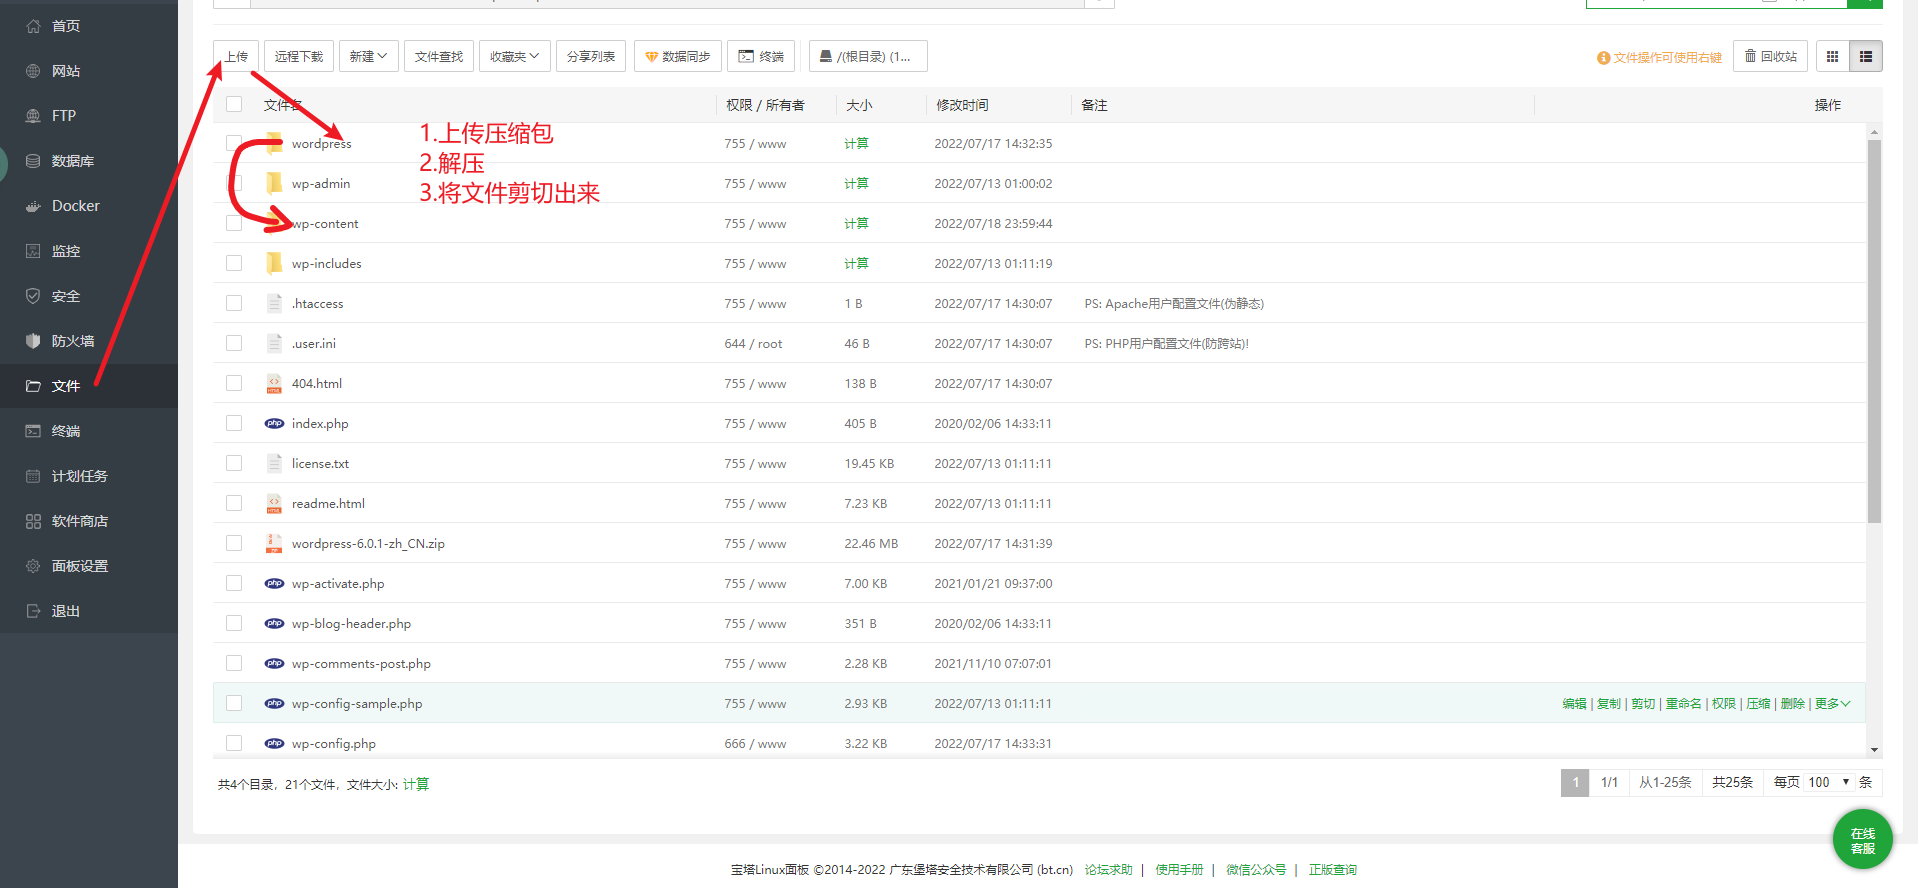 首页
网站
FTP
数据库
Docker
监控
安全
防火墙
文件
终端
计划任务
软件商店
面板设置
退出
上传 远程下载 新建 文件查找 收藏夹 分享列表 数据同步 终端 /(根目录) (1... 文件操作可使用右键 回收站
文件名 权限 / 所有者 大小 修改时间 备注 操作
wordpress 755 / www 计算 2022/07/17 14:32:35
wp-admin 755 / www 计算 2022/07/13 01:00:02
wp-content 755 / www 计算 2022/07/18 23:59:44
wp-includes 755 / www 计算 2022/07/13 01:11:19
.htaccess 755 / www 1 B 2022/07/17 14:30:07 PS: Apache用户配置文件(伪静态)
.user.ini 644 / root 46 B 2022/07/17 14:30:07 PS: PHP用户配置文件(防跨站)!
404.html 755 / www 138 B 2022/07/17 14:30:07
index.php 755 / www 405 B 2020/02/06 14:33:11
license.txt 755 / www 19.45 KB 2022/07/13 01:11:11
readme.html 755 / www 7.23 KB 2022/07/13 01:11:11
wordpress-6.0.1-zh_CN.zip 755 / www 22.46 MB 2022/07/17 14:31:39
wp-activate.php 755 / www 7.00 KB 2021/01/21 09:37:00
wp-blog-header.php 755 / www 351 B 2020/02/06 14:33:11
wp-comments-post.php 755 / www 2.28 KB 2021/11/10 07:07:01
wp-config-sample.php 755 / www 2.93 KB 2022/07/13 01:11:11 编辑 | 复制 | 剪切 | 重命名 | 权限 | 压缩 | 删除 | 更多
wp-config.php 666 / www 3.22 KB 2022/07/17 14:33:31
1.上传压缩包
2.解压
3.将文件剪切出来
共4个目录，21个文件，文件大小: 计算 1 1/1 从1-25条 共25条 每页 100 条
在线
客服
宝塔Linux面板 ©2014-2022 广东堡塔安全技术有限公司 (bt.cn) 论坛求助 | 使用手册 | 微信公众号 | 正版查询